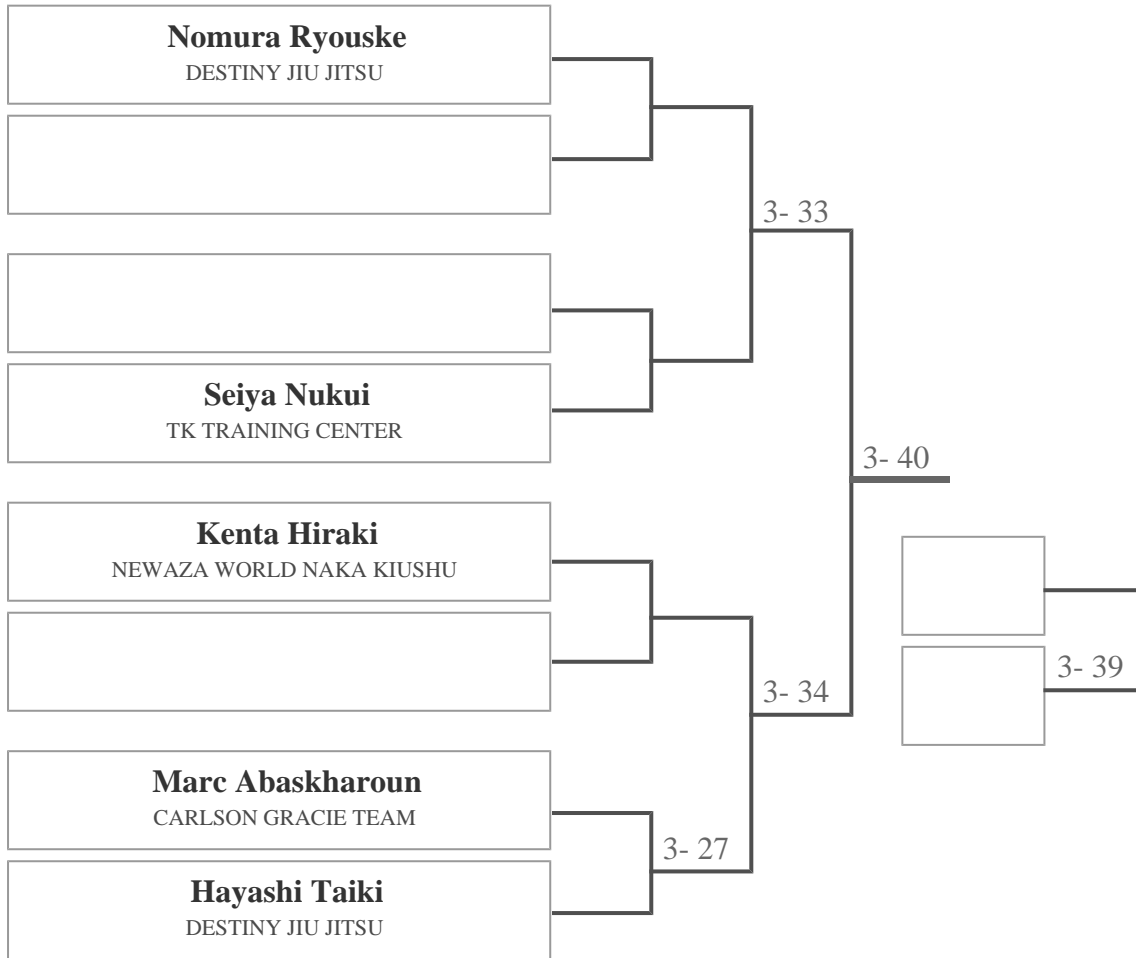 Nomura Ryouske
DESTINY JIU JITSU
3- 33
Seiya Nukui
TK TRAINING CENTER
3- 40
Kenta Hiraki
NEWAZA WORLD NAKA KIUSHU
3- 39
3- 34
Marc Abaskharoun
CARLSON GRACIE TEAM
3- 27
Hayashi Taiki
DESTINY JIU JITSU